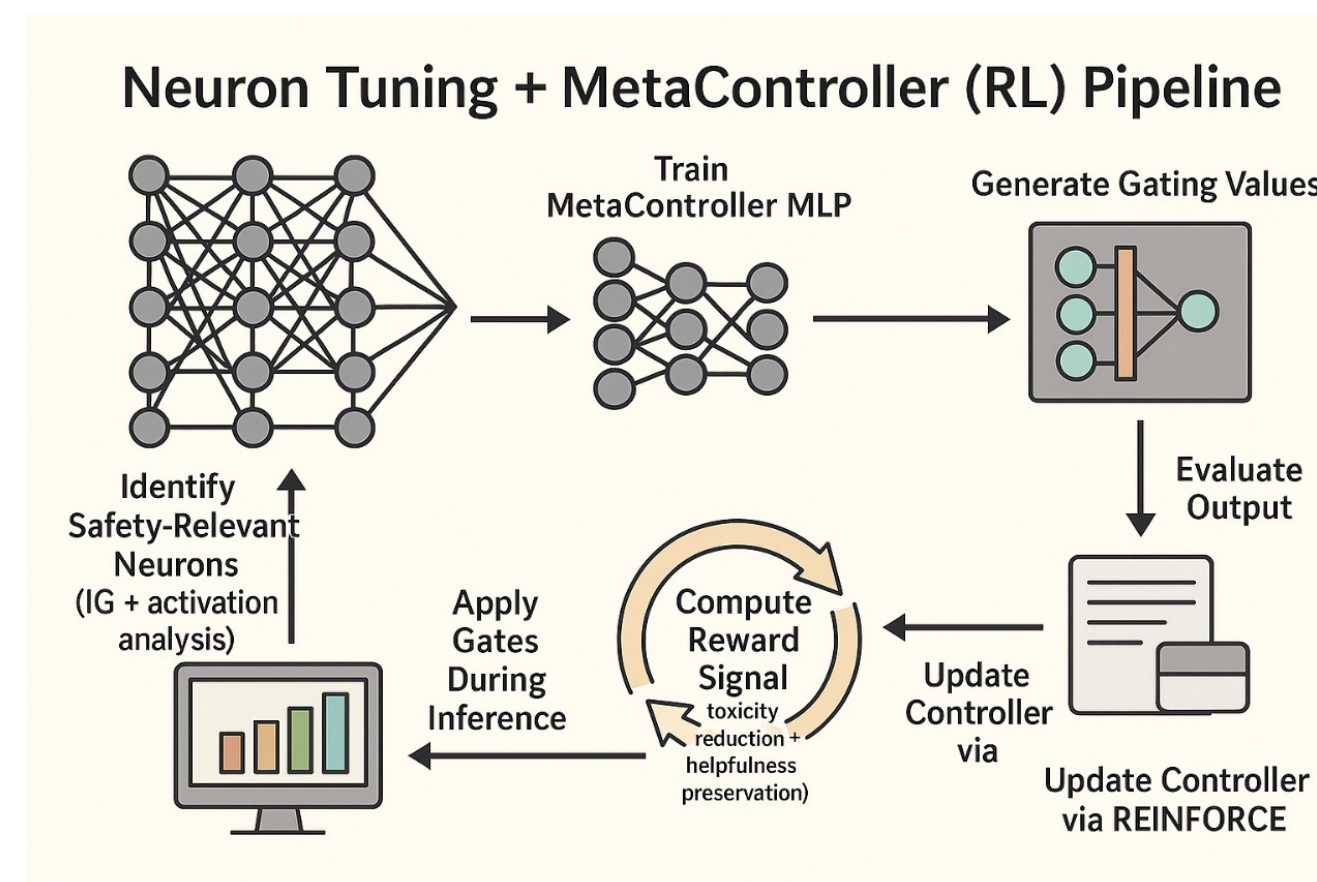 Neuron Tuning + MetaController (RL) Pipeline
Train
MetaController MLP
Generate Gating Values
Identify
Safety-Relevant
Neurons
(IG + activation
analysis)
Evaluate
Output
Apply
Gates
During
Inference
Compute
Reward
Signal
toxicity
reduction +
helpfulness
preservation)
Update
Controller
via
Update Controller
via REINFORCE